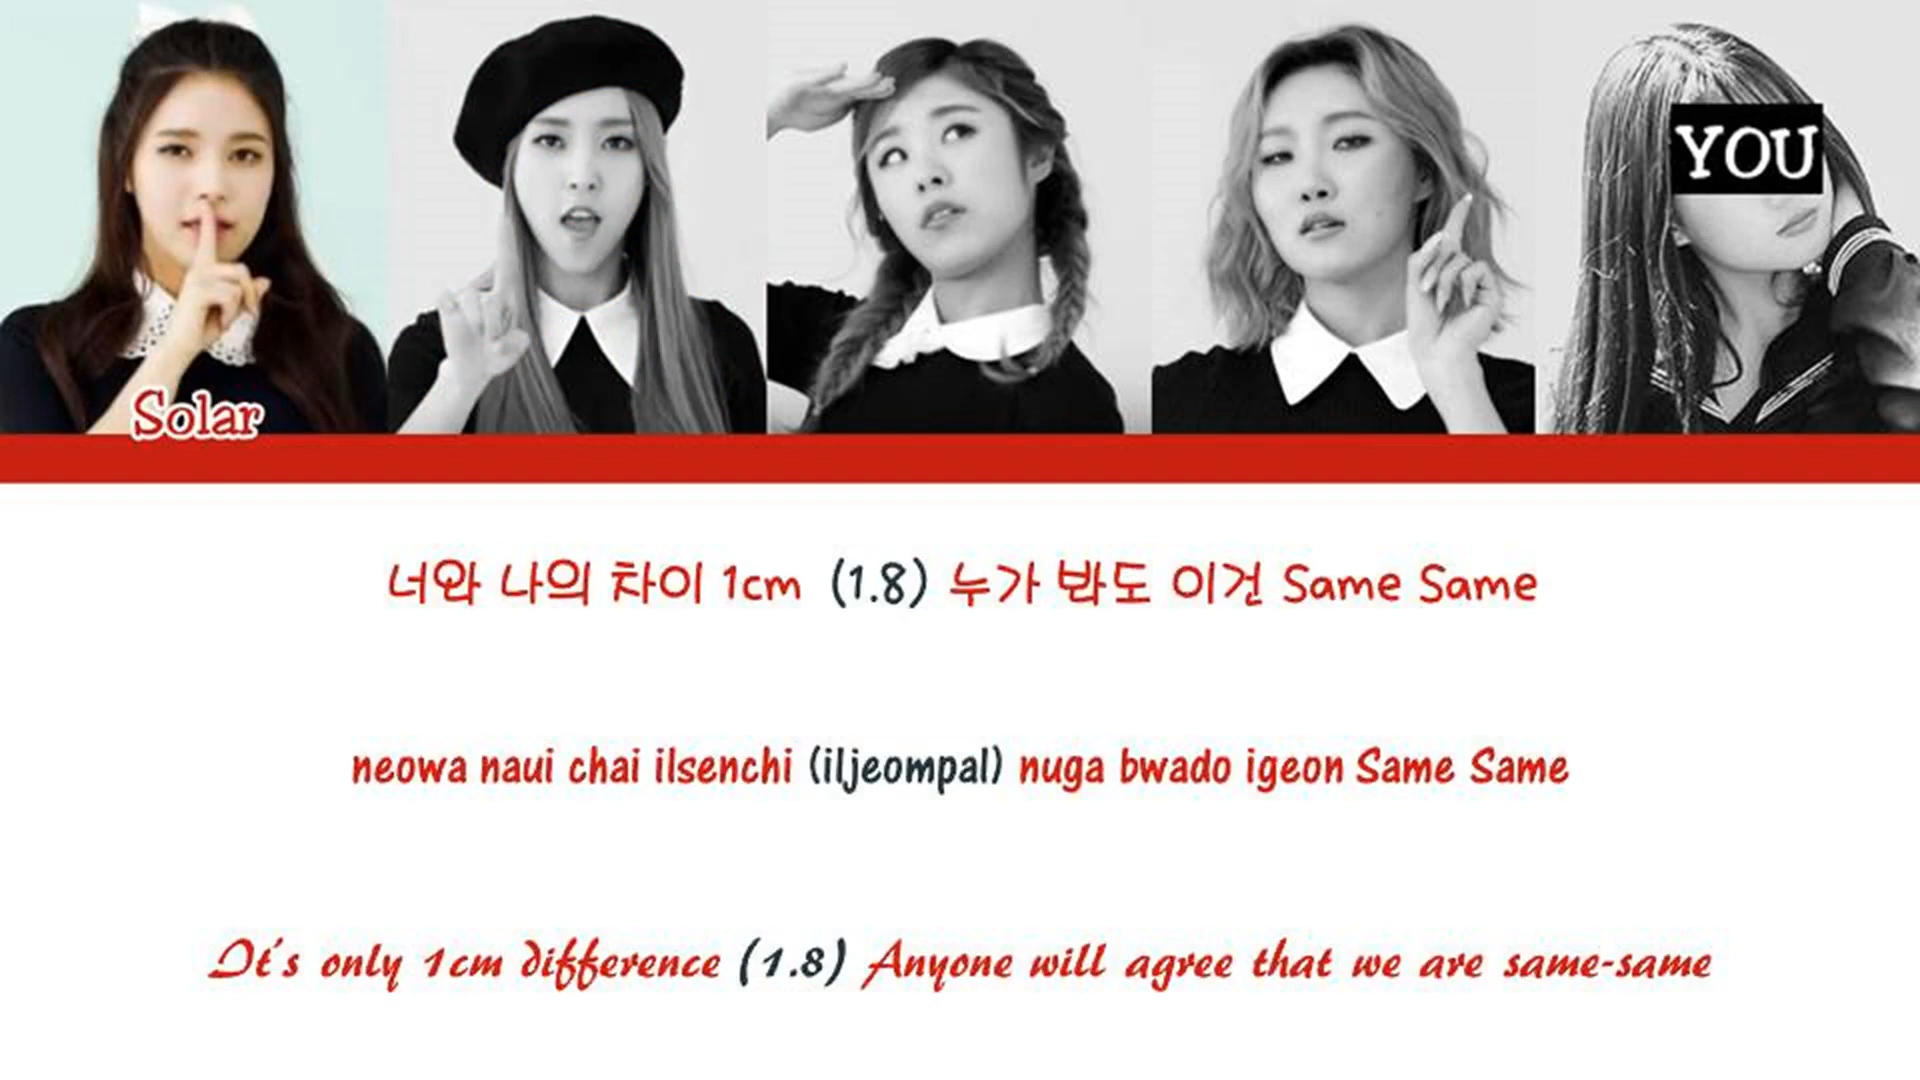 YOU
Solar
너와 나의 차이 1cm (1.8) 누가 봐도 이건 Same Same
neowa naui chai ilsenchi (iljeompal) nuga bwado igeon Same Same
It's only 1cm difference (1.8) Anyone will agree that we are same-same